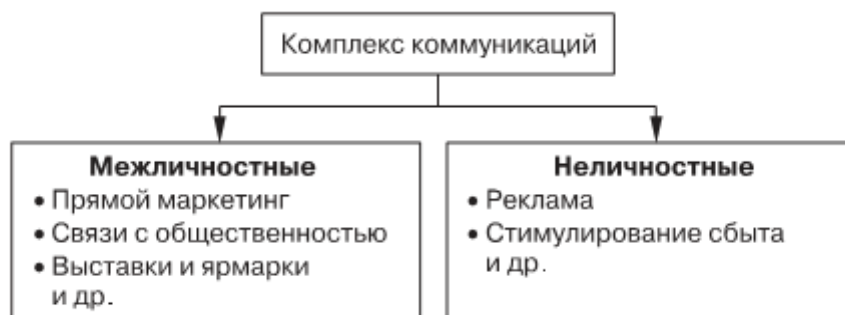 Комплекс коммуникаций
Межличностные
• Прямой маркетинг
• Связи с общественностью
• Выставки и ярмарки
и др.
Неличностные
• Реклама
• Стимулирование сбыта
и др.